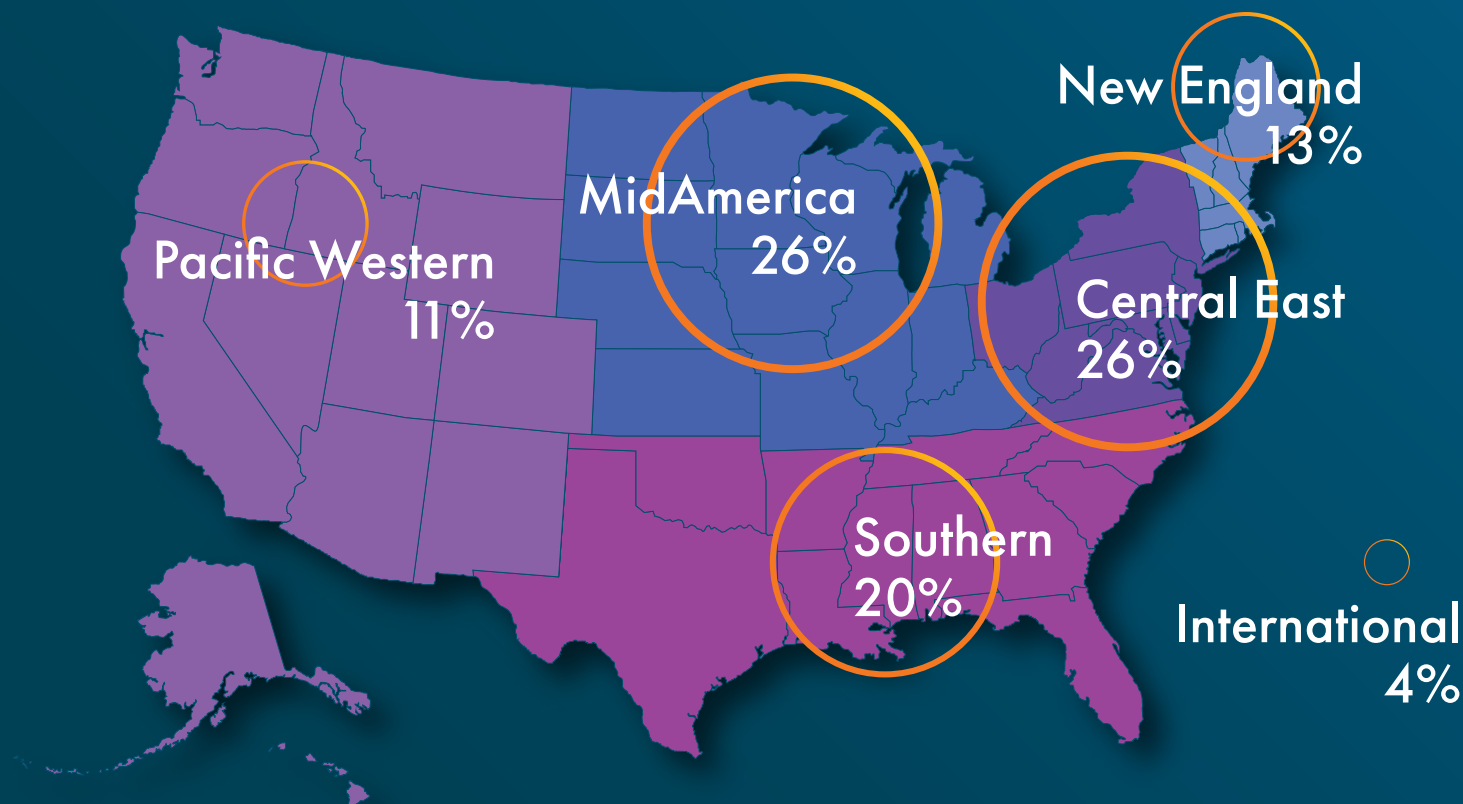 New England
13%
MidAmerica
26%
Pacific Western
11%
Central East
26%
Southern
20%
International
4%